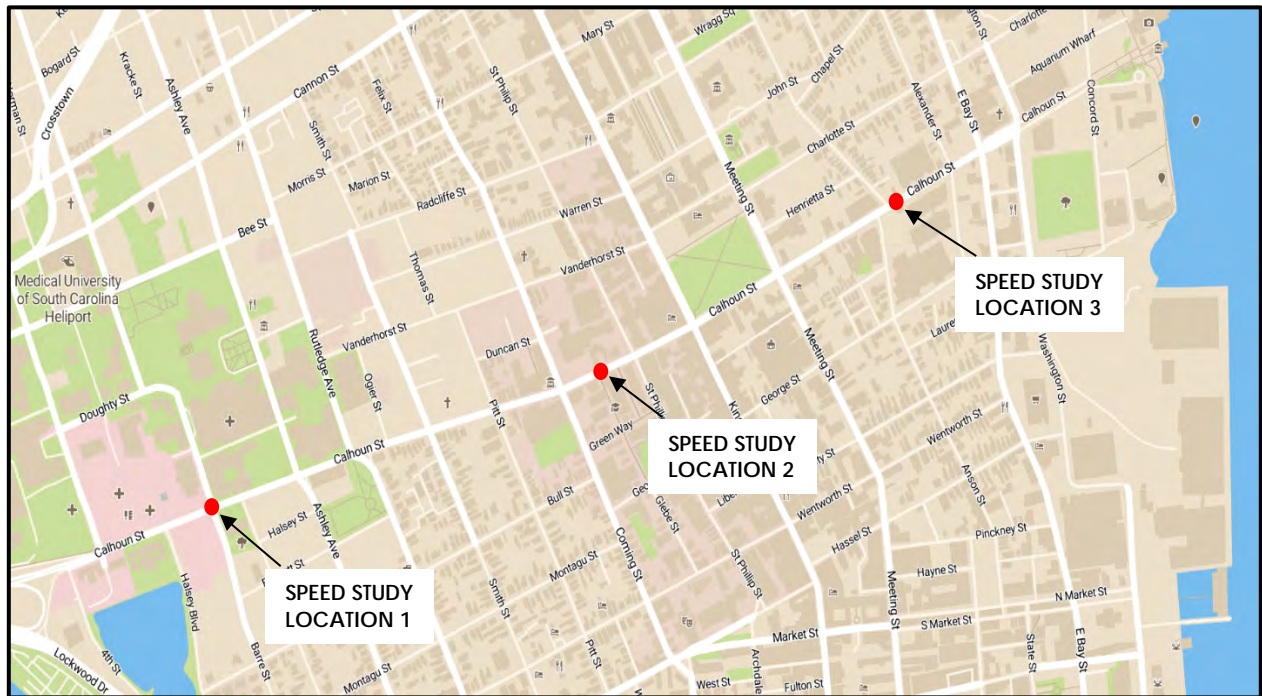 Bogard St
Kracke St
Ashley Ave
Crosstown
Cannon St
Felix St
St Philip St
Mary St
Wragg Sq
John St
Chapel St
Charlotte St
Aquarium Wharf
Alexander St
E Bay St
Calhoun St
Concord St
Smith St
Morris St
Marion St
Radcliffe St
Warren St
Meeting St
Charlotte St
Henrietta St
Calhoun St
Bee St
Medical University
of South Carolina
Heliport
Thomas St
Vanderhorst St
SPEED STUDY
LOCATION 3
Calhoun St
Rutledge Ave
Vanderhorst St
Duncan St
Ogier St
Pitt St
Meeting St
George St
Washington St
Doughty St
Calhoun St
Green Way
SPEED STUDY
LOCATION 2
Wentworth St
Bull St
Wentworth St
Anson St
Calhoun St
Halsey St
Ashley Ave
Glebe St
Hassel St
Pinckney St
Coming St
Montagu St
St Phillip St
SPEED STUDY
LOCATION 1
Halsey Blvd
Smith St
Hayne St
Meeting St
N Market St
S Market St
Market St
Barre St
Pitt St
State St
E Bay St
Lockwood Dr
4th St
Montagu St
West St
Archdale
Fulton St